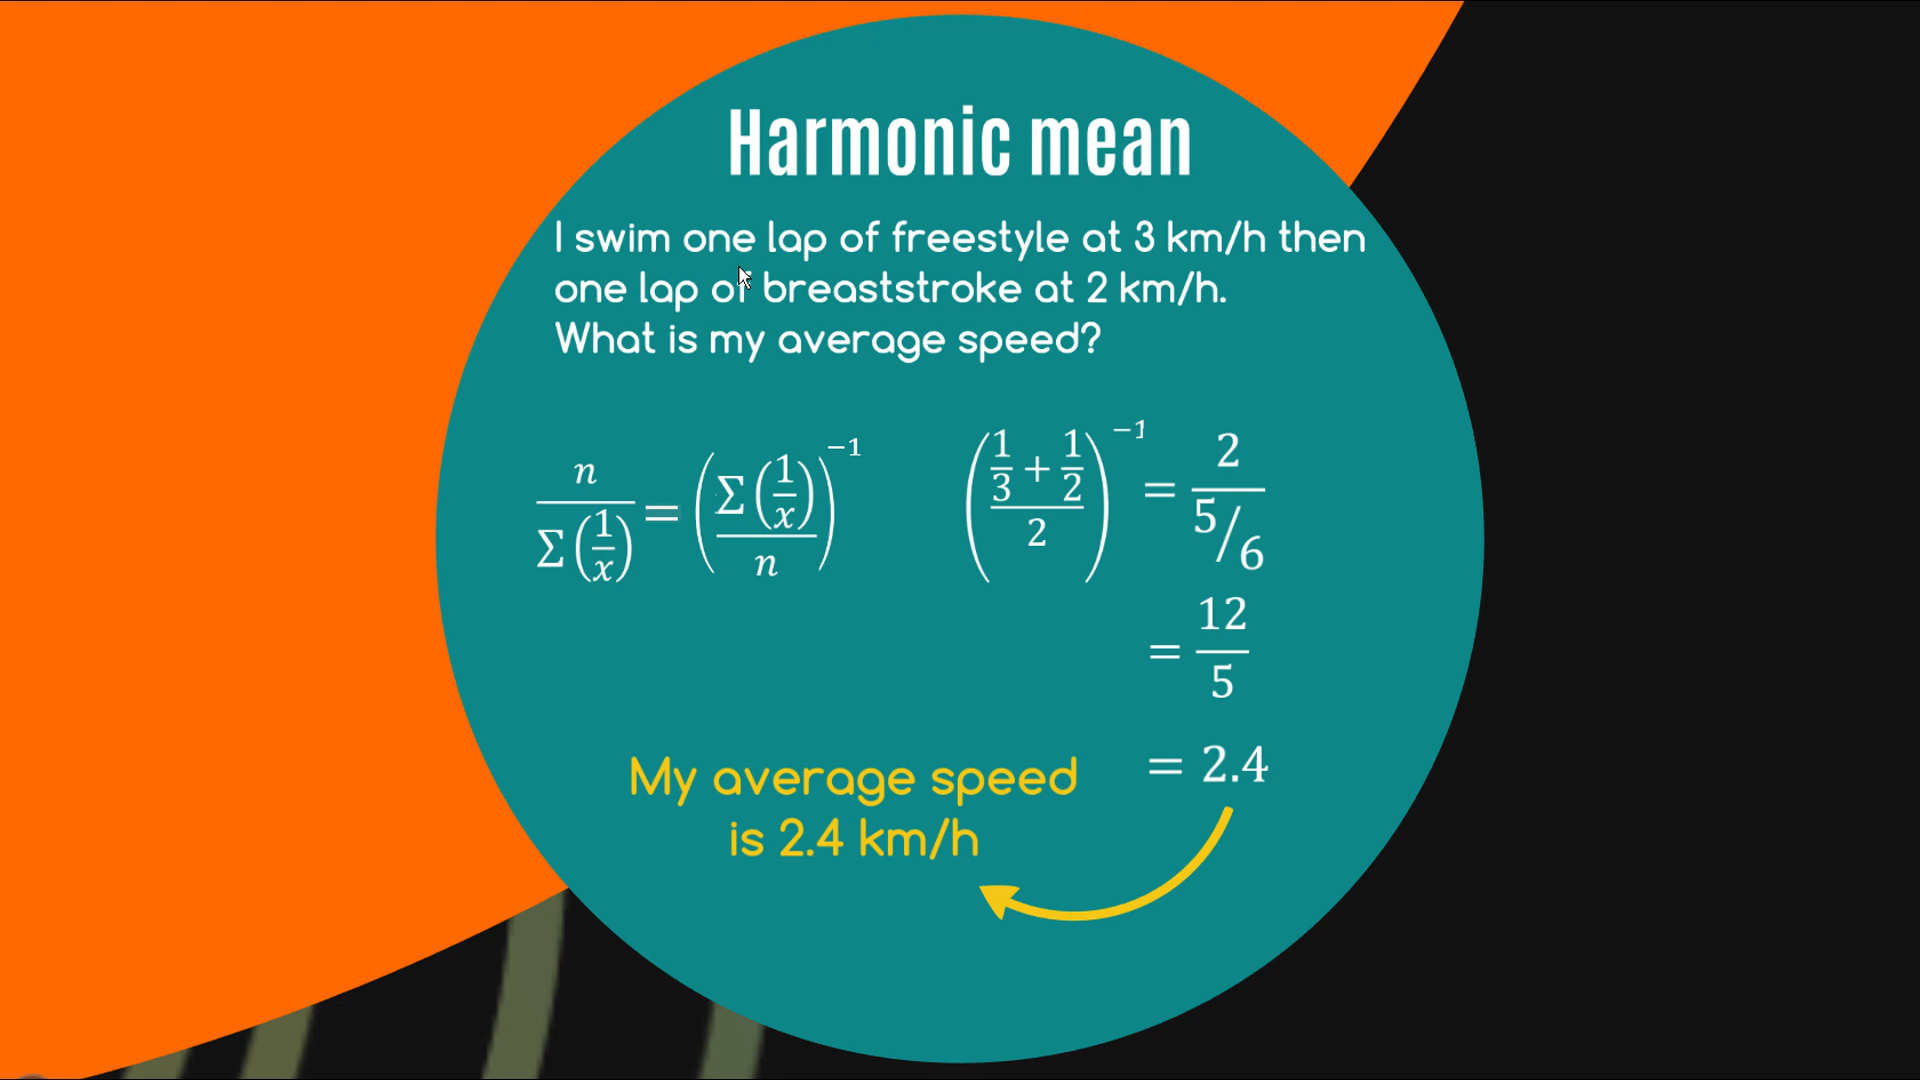 Harmonic mean
I swim one lap of freestyle at 3 km/h then
one lap of breaststroke at 2 km/h.
What is my average speed?
n/Σ(1/x) = (Σ(1/x)/n)⁻¹
((1/3 + 1/2)/2)⁻¹ = 2/(5/6)
= 12/5
= 2.4
My average speed
is 2.4 km/h